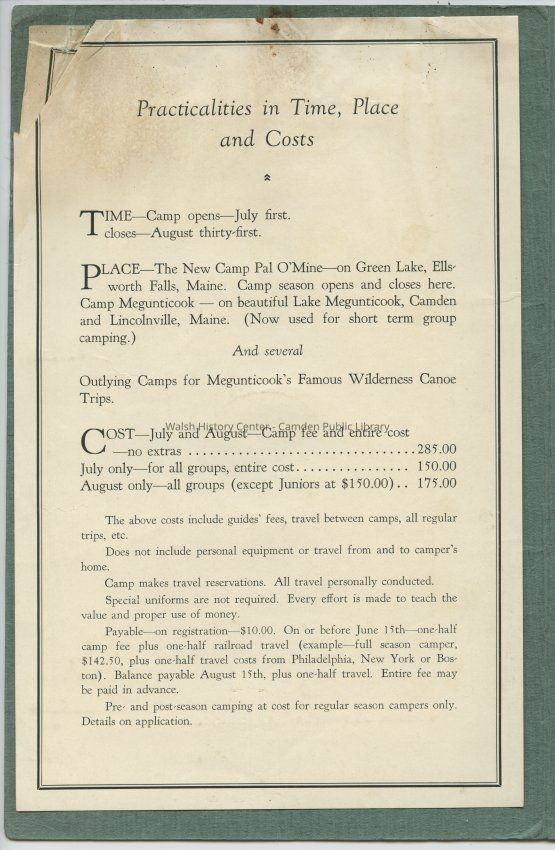 Practicalities in Time, Place
and Costs
TIME—Camp opens—July first.
closes—August thirty-first.
PLACE—The New Camp Pal O'Mine—on Green Lake, Ells-
worth Falls, Maine. Camp season opens and closes here.
Camp Megunticook — on beautiful Lake Megunticook, Camden
and Lincolnville, Maine. (Now used for short term group
camping.)
And several
Outlying Camps for Megunticook's Famous Wilderness Canoe
Trips.
Walsh History Center - Camden Public Library
COST—July and August—Camp fee and entire cost
—no extras ................................285.00
July only—for all groups, entire cost................ 150.00
August only—all groups (except Juniors at $150.00).. 175.00
The above costs include guides' fees, travel between camps, all regular
trips, etc.
Does not include personal equipment or travel from and to camper's
home.
Camp makes travel reservations. All travel personally conducted.
Special uniforms are not required. Every effort is made to teach the
value and proper use of money.
Payable—on registration—$10.00. On or before June 15th—one-half
camp fee plus one-half railroad travel (example—full season camper,
$142.50, plus one-half travel costs from Philadelphia, New York or Bos-
ton). Balance payable August 15th, plus one-half travel. Entire fee may
be paid in advance.
Pre- and post-season camping at cost for regular season campers only.
Details on application.